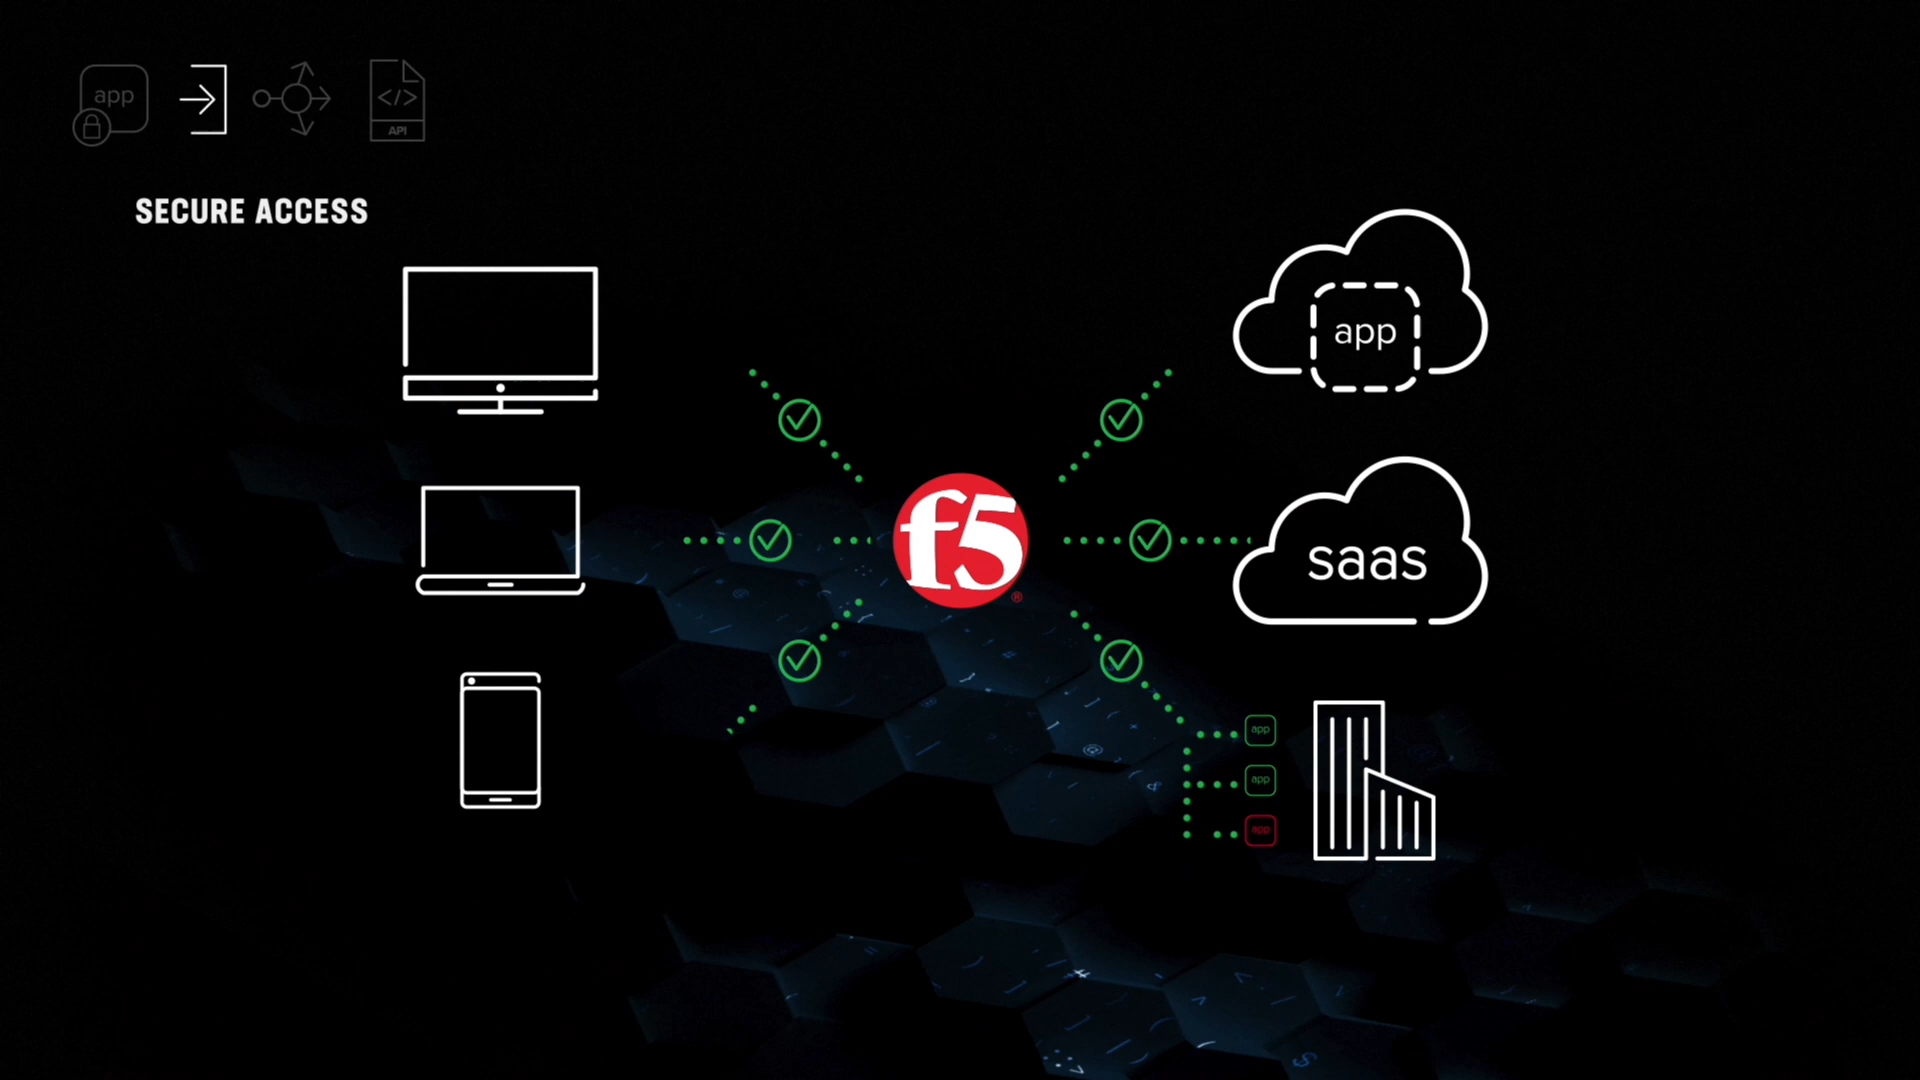 app
</>
API
SECURE ACCESS
app
f5
®
saas
app
app
app